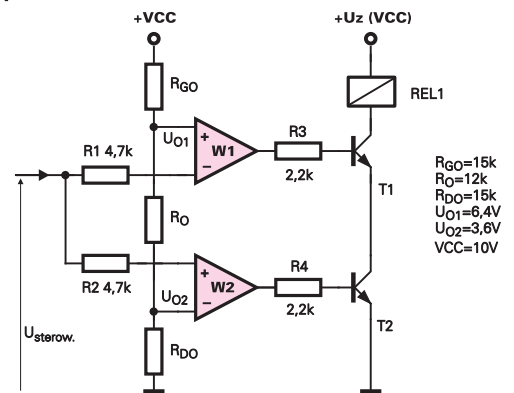 +VCC
+Uz (VCC)
RGO
REL1
UO1
+
−
W1
R3
2,2k
R1 4,7k
T1
RGO=15k
RO=12k
RDO=15k
UO1=6,4V
UO2=3,6V
VCC=10V
RO
R2 4,7k
+
−
W2
R4
2,2k
UO2
T2
Usterow.
RDO